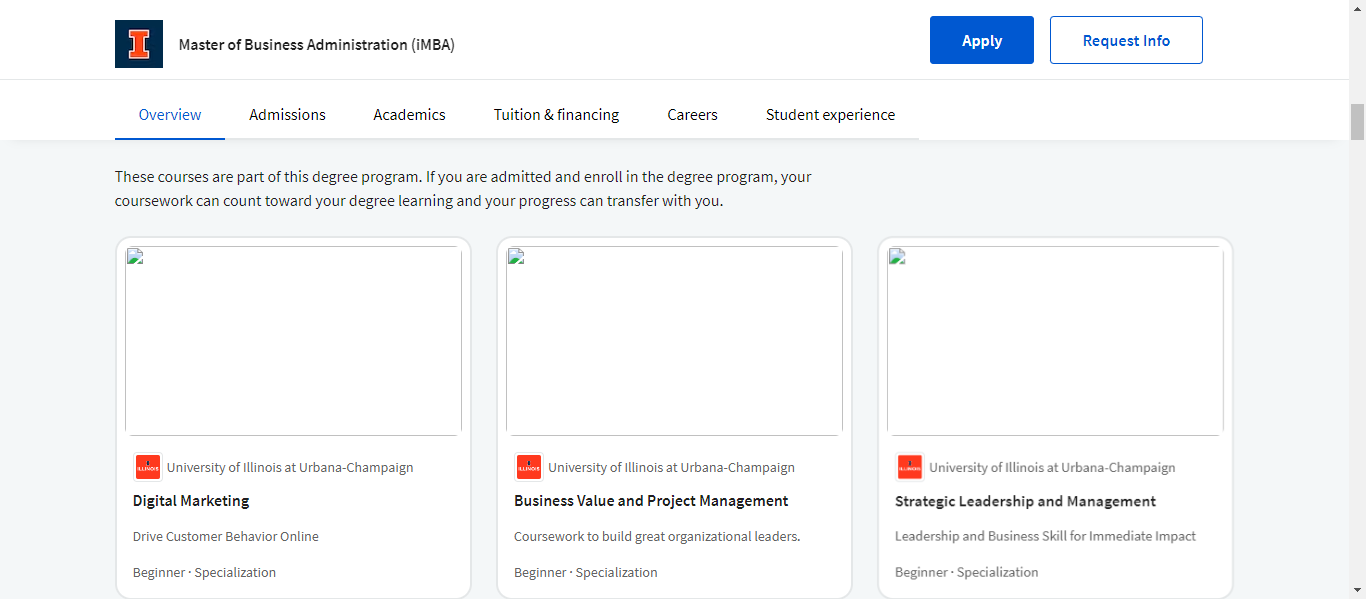 Master of Business Administration (iMBA)
Apply
Request Info
Overview
Admissions
Academics
Tuition & financing
Careers
Student experience
These courses are part of this degree program. If you are admitted and enroll in the degree program, your
coursework can count toward your degree learning and your progress can transfer with you.
ILLINOIS
University of Illinois at Urbana-Champaign
Digital Marketing
Drive Customer Behavior Online
Beginner · Specialization
ILLINOIS
University of Illinois at Urbana-Champaign
Business Value and Project Management
Coursework to build great organizational leaders.
Beginner · Specialization
ILLINOIS
University of Illinois at Urbana-Champaign
Strategic Leadership and Management
Leadership and Business Skill for Immediate Impact
Beginner · Specialization